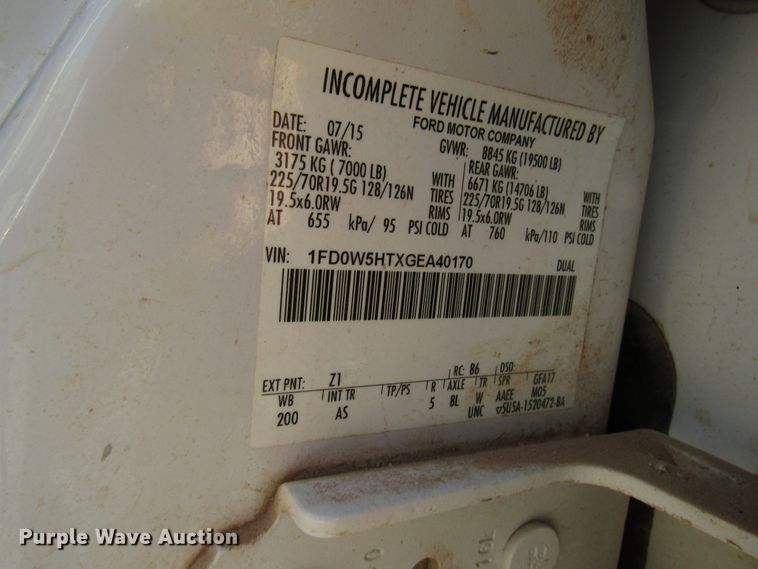 INCOMPLETE VEHICLE MANUFACTURED BY
FORD MOTOR COMPANY
DATE: 07/15 GVWR: 8845 KG (19500 LB)
FRONT GAWR: REAR GAWR:
3175 KG ( 7000 LB) WITH 6671 KG (14706 LB) WITH
225/70R19.5G 128/126N TIRES 225/70R19.5G 128/126N TIRES
19.5x6.0RW RIMS 19.5x6.0RW RIMS
AT 655 kPa/ 95 PSI COLD AT 760 kPa/110 PSI COLD
VIN: 1FD0W5HTXGEA40170 DUAL
EXT PNT: Z1 RC: 86 DSO:
WB INT TR TP/PS R AXLE TR SPR GFA17
200 AS 5 8L W AAEE M05
UNC ▽5U5A-1520472-BA
Purple Wave Auction